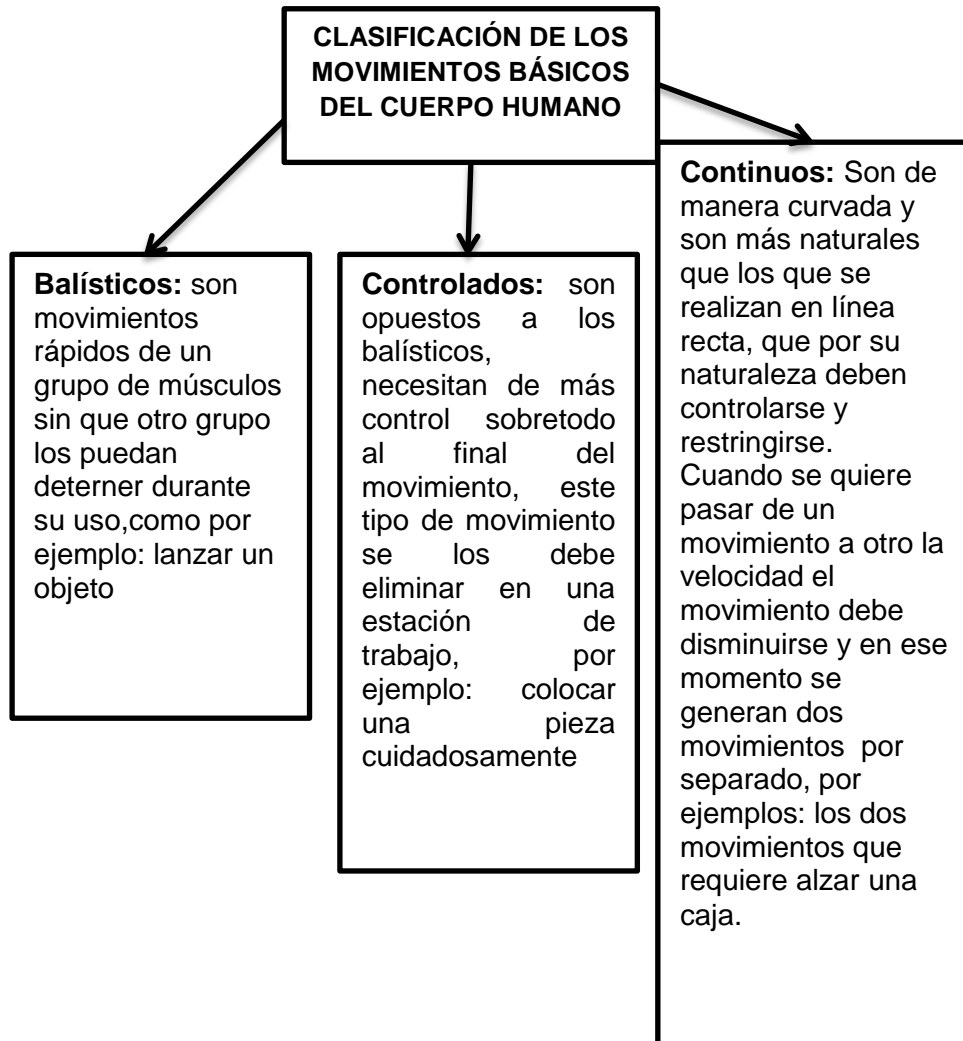 CLASIFICACIÓN DE LOS
MOVIMIENTOS BÁSICOS
DEL CUERPO HUMANO
Balísticos: son
movimientos
rápidos de un
grupo de músculos
sin que otro grupo
los puedan
deterner durante
su uso,como por
ejemplo: lanzar un
objeto
Controlados: son
opuestos a los
balísticos,
necesitan de más
control sobretodo
al final del
movimiento, este
tipo de movimiento
se los debe
eliminar en una
estación de
trabajo, por
ejemplo: colocar
una pieza
cuidadosamente
Continuos: Son de
manera curvada y
son más naturales
que los que se
realizan en línea
recta, que por su
naturaleza deben
controlarse y
restringirse.
Cuando se quiere
pasar de un
movimiento a otro la
velocidad el
movimiento debe
disminuirse y en ese
momento se
generan dos
movimientos por
separado, por
ejemplos: los dos
movimientos que
requiere alzar una
caja.